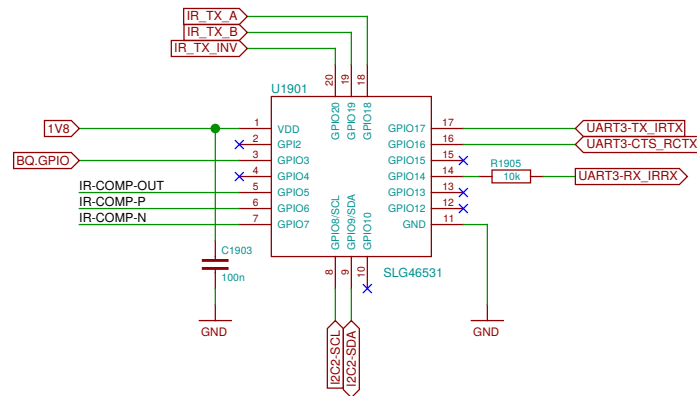 IR_TX_A
IR_TX_B
IR_TX_INV
20
19
18
U1901
GPIO20
GPIO19
GPIO18
1V8
1
VDD
GPIO17
17
UART3-TX_IRTX
2
GPI2
GPIO16
16
UART3-CTS_RCTX
BQ.GPIO
3
GPIO3
GPIO15
15
4
GPIO4
GPIO14
14
R1905
10k
UART3-RX_IRRX
IR-COMP-OUT
5
GPIO5
GPIO13
13
IR-COMP-P
6
GPIO6
GPIO12
12
IR-COMP-N
7
GPIO7
GND
11
GPIO8/SCL
GPIO9/SDA
GPIO10
C1903
100n
8
9
10
SLG46531
GND
GND
I2C2-SCL
I2C2-SDA